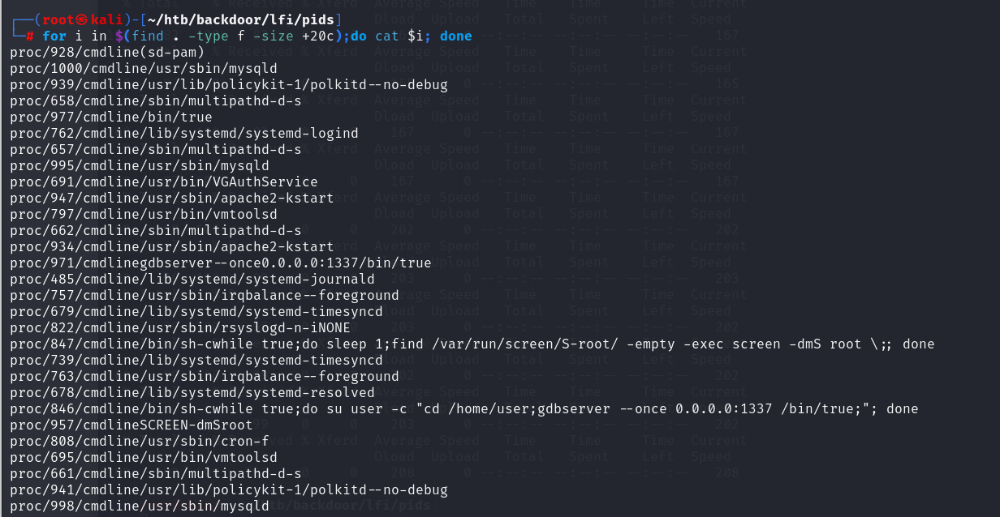 ┌──(root㉿kali)-[~/htb/backdoor/lfi/pids]
└─# for i in $(find . -type f -size +20c);do cat $i; done
proc/928/cmdline(sd-pam)
proc/1000/cmdline/usr/sbin/mysqld
proc/939/cmdline/usr/lib/policykit-1/polkitd--no-debug
proc/658/cmdline/sbin/multipathd-d-s
proc/977/cmdline/bin/true
proc/762/cmdline/lib/systemd/systemd-logind
proc/657/cmdline/sbin/multipathd-d-s
proc/995/cmdline/usr/sbin/mysqld
proc/691/cmdline/usr/bin/VGAuthService
proc/947/cmdline/usr/sbin/apache2-kstart
proc/797/cmdline/usr/bin/vmtoolsd
proc/662/cmdline/sbin/multipathd-d-s
proc/934/cmdline/usr/sbin/apache2-kstart
proc/971/cmdlinegdbserver--once0.0.0.0:1337/bin/true
proc/485/cmdline/lib/systemd/systemd-journald
proc/757/cmdline/usr/sbin/irqbalance--foreground
proc/679/cmdline/lib/systemd/systemd-timesyncd
proc/822/cmdline/usr/sbin/rsyslogd-n-iNONE
proc/847/cmdline/bin/sh-cwhile true;do sleep 1;find /var/run/screen/S-root/ -empty -exec screen -dmS root \;; done
proc/739/cmdline/lib/systemd/systemd-timesyncd
proc/763/cmdline/usr/sbin/irqbalance--foreground
proc/678/cmdline/lib/systemd/systemd-resolved
proc/846/cmdline/bin/sh-cwhile true;do su user -c "cd /home/user;gdbserver --once 0.0.0.0:1337 /bin/true;"; done
proc/957/cmdlineSCREEN-dmSroot
proc/808/cmdline/usr/sbin/cron-f
proc/695/cmdline/usr/bin/vmtoolsd
proc/661/cmdline/sbin/multipathd-d-s
proc/941/cmdline/usr/lib/policykit-1/polkitd--no-debug
proc/998/cmdline/usr/sbin/mysqld